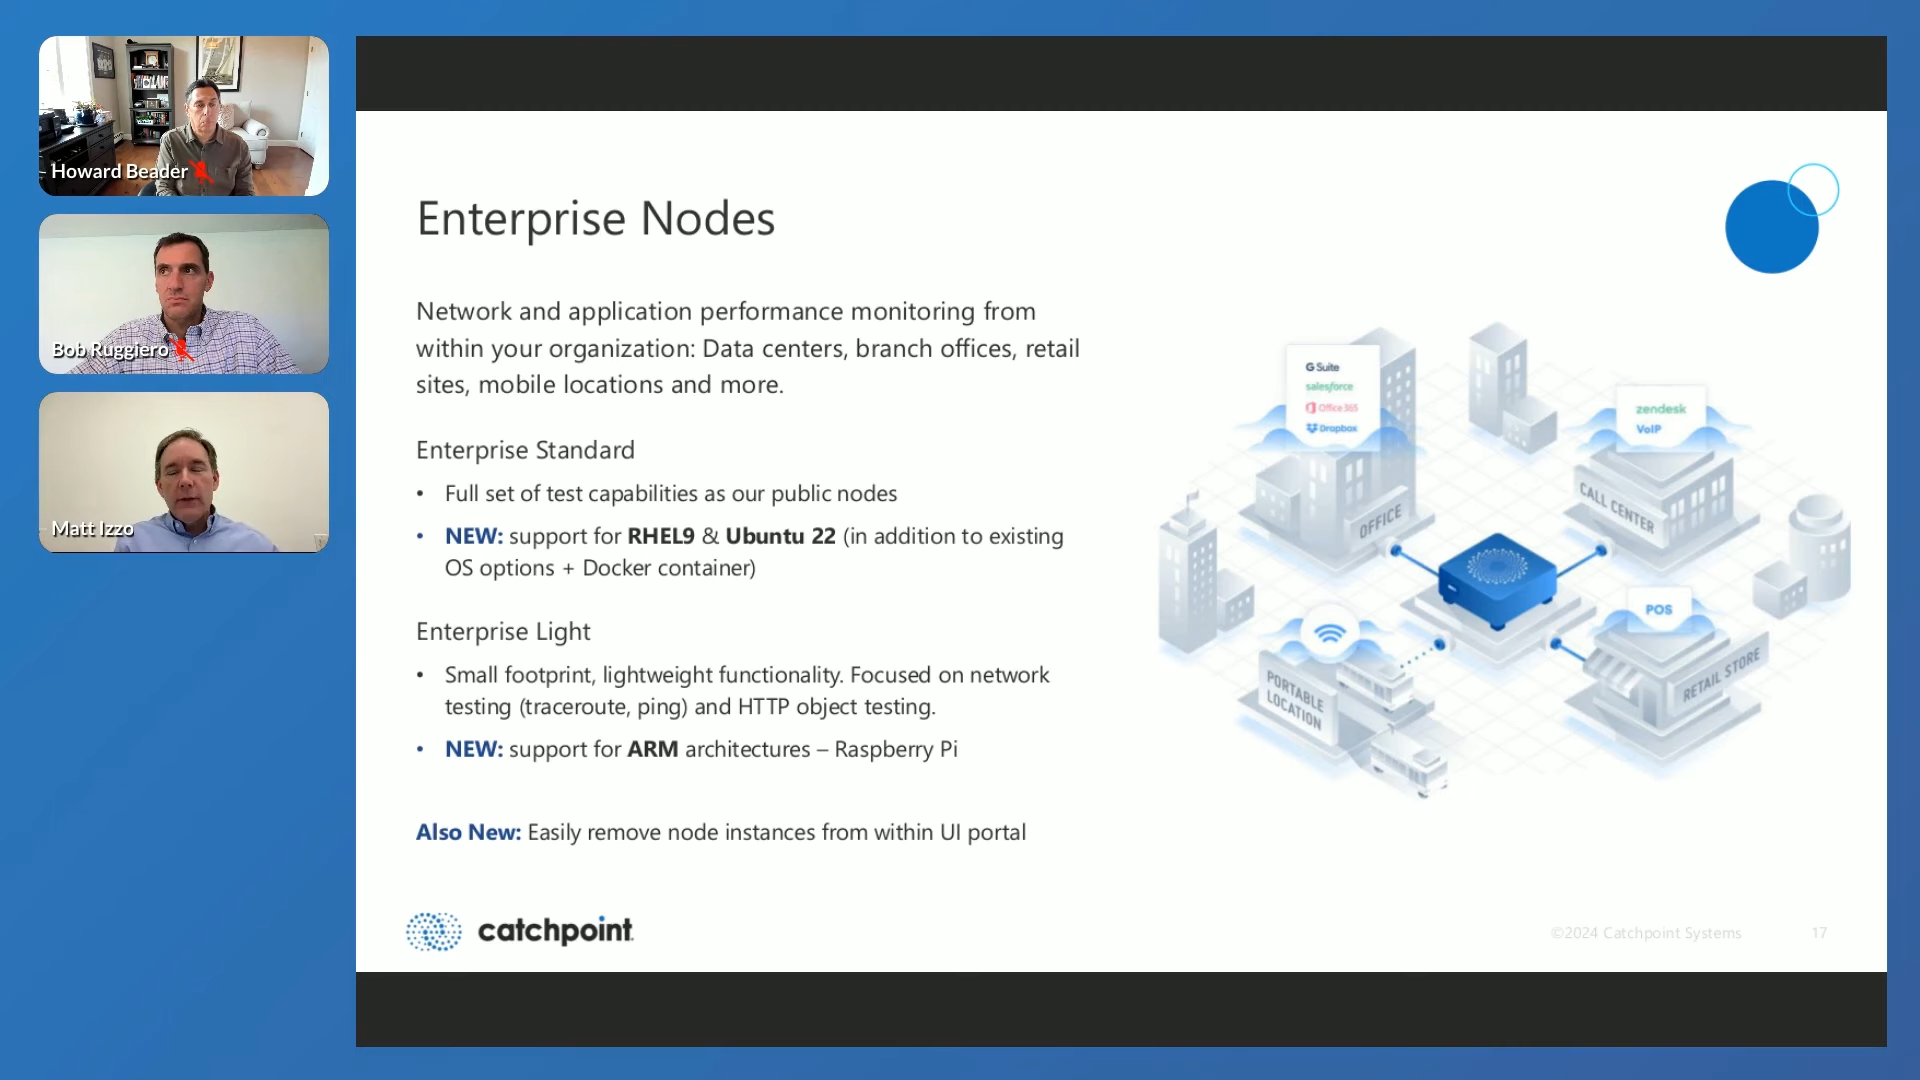 Howard Beader
Bob Ruggiero
Matt Izzo
Enterprise Nodes
Network and application performance monitoring from
within your organization: Data centers, branch offices, retail
sites, mobile locations and more.
Enterprise Standard
• Full set of test capabilities as our public nodes
• NEW: support for RHEL9 & Ubuntu 22 (in addition to existing
OS options + Docker container)
Enterprise Light
• Small footprint, lightweight functionality. Focused on network
testing (traceroute, ping) and HTTP object testing.
• NEW: support for ARM architectures – Raspberry Pi
Also New: Easily remove node instances from within UI portal
G Suite
salesforce
Office 365
Dropbox
OFFICE
zendesk
VoIP
CALL CENTER
POS
RETAIL STORE
PORTABLE
LOCATION
catchpoint
©2024 Catchpoint Systems
17